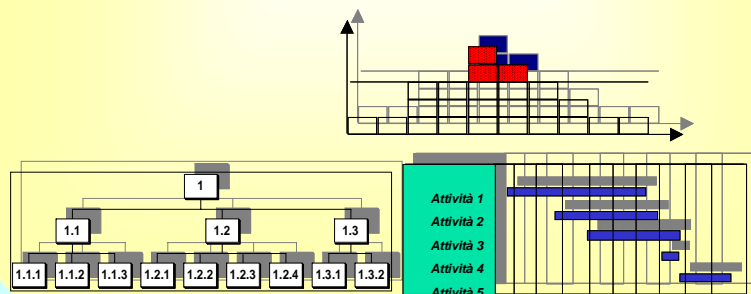 1
1.1 1.2 1.3
1.1.1 1.1.2 1.1.3 1.2.1 1.2.2 1.2.3 1.2.4 1.3.1 1.3.2
Attività 1
Attività 2
Attività 3
Attività 4
Attività 5